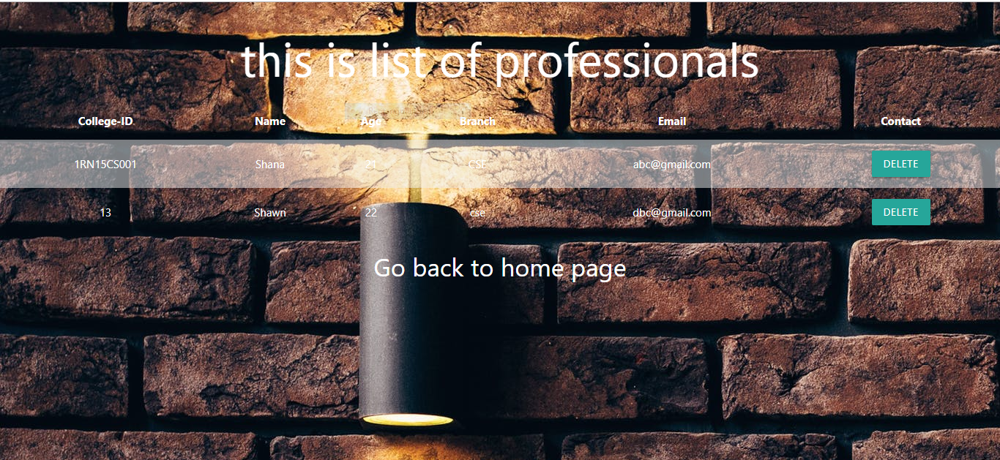 this is list of professionals
College-ID Name Age Branch Email Contact
1RN15CS001 Shana 21 CSE abc@gmail.com DELETE
13 Shawn 22 cse dbc@gmail.com DELETE
Go back to home page